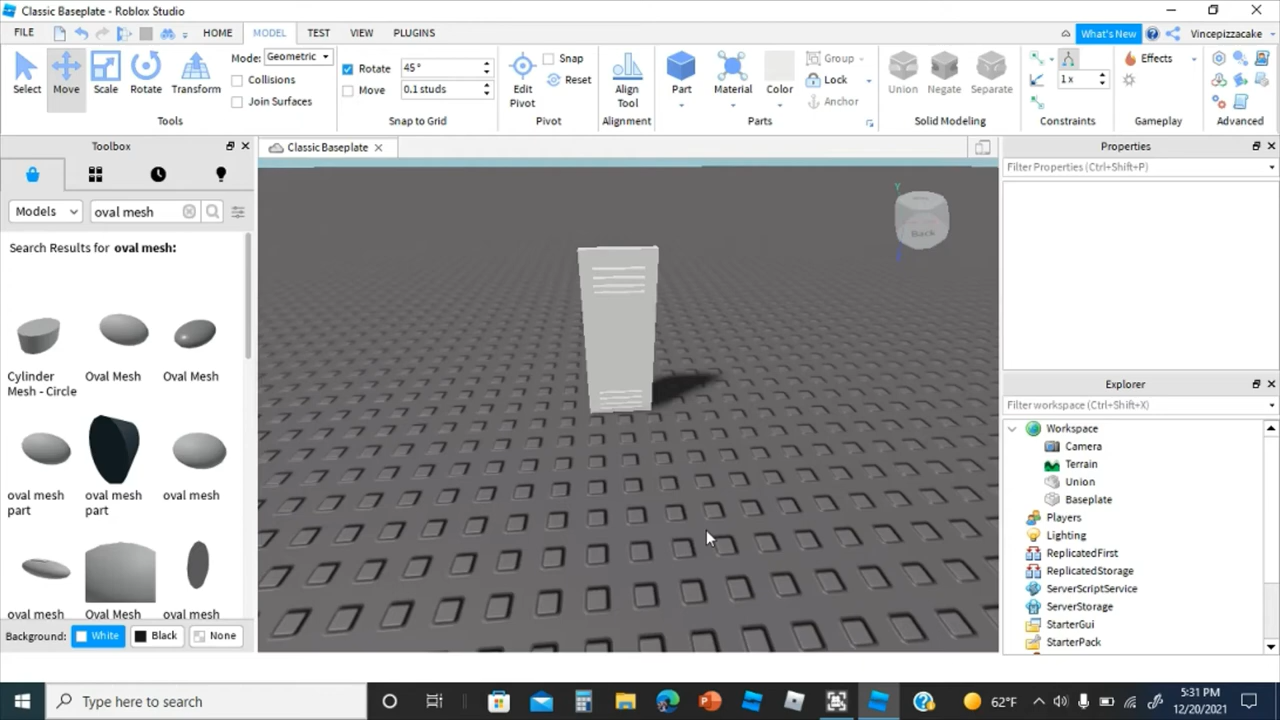 Classic Baseplate - Roblox Studio
FILE HOME MODEL TEST VIEW PLUGINS What's New Vincepizzacake
Select Move Scale Rotate Transform
Mode: Geometric
Collisions
Join Surfaces
Tools
Rotate 45°
Move 0.1 studs
Snap to Grid
Edit Pivot
Snap
Reset
Pivot
Align Tool
Alignment
Part Material Color
Group
Lock
Anchor
Parts
Union Negate Separate
Solid Modeling
1 x
Constraints
Effects
Gameplay
Advanced
Toolbox
Models oval mesh
Search Results for oval mesh:
Cylinder Mesh - Circle
Oval Mesh
Oval Mesh
oval mesh part
oval mesh part
oval mesh
oval mesh
Oval Mesh
oval mesh
Background: White Black None
Classic Baseplate
Y
Back
Properties
Filter Properties (Ctrl+Shift+P)
Explorer
Filter workspace (Ctrl+Shift+X)
Workspace
Camera
Terrain
Union
Baseplate
Players
Lighting
ReplicatedFirst
ReplicatedStorage
ServerScriptService
ServerStorage
StarterGui
StarterPack
Type here to search
62°F
5:31 PM
12/20/2021